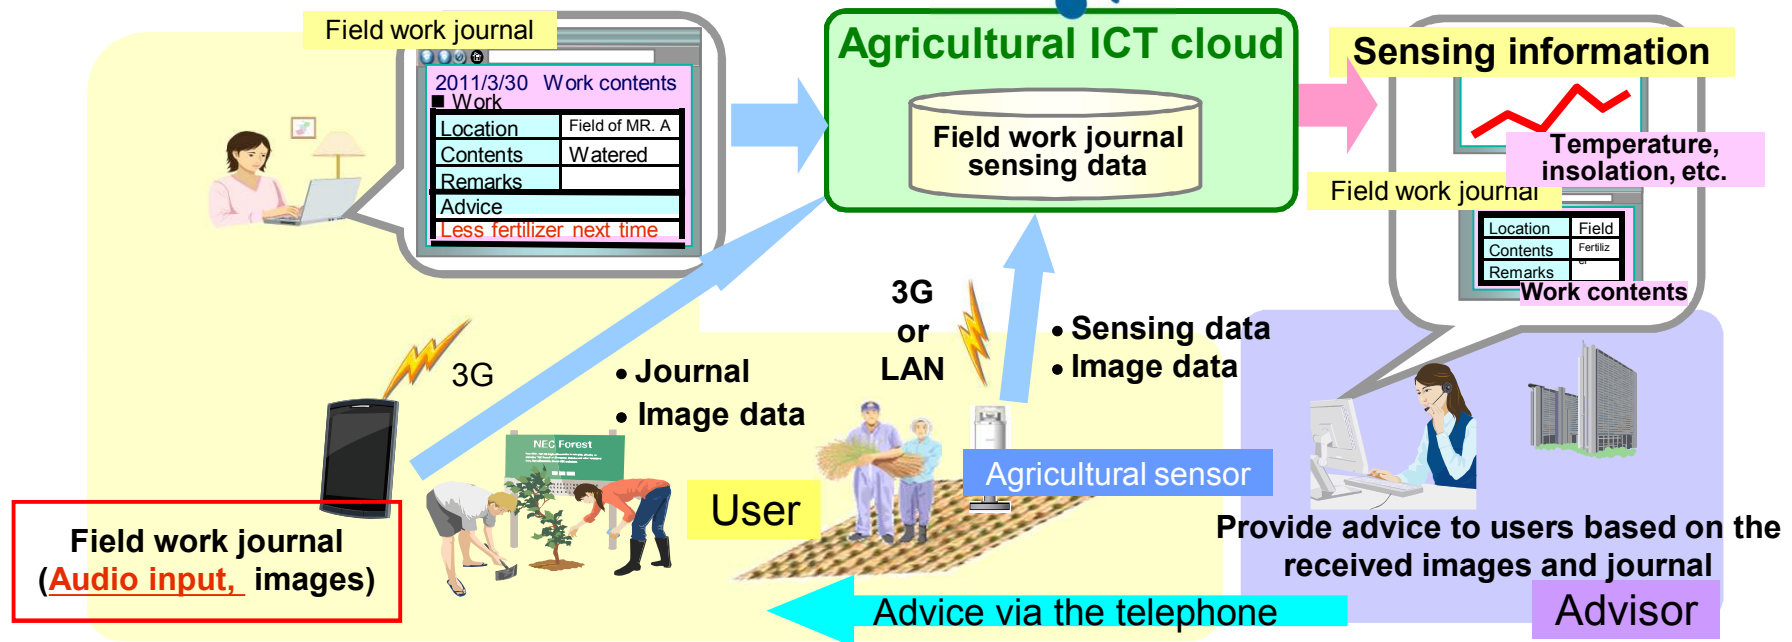 Field work journal
2011/3/30 Work contents
■ Work
Location Field of MR. A
Contents Watered
Remarks
Advice
Less fertilizer next time
Agricultural ICT cloud
Field work journal
sensing data
Sensing information
Temperature,
insolation, etc.
Field work journal
Location Field
Contents Fertiliz
er
Remarks
Work contents
3G
• Journal
• Image data
3G
or
LAN
• Sensing data
• Image data
NEC Forest
User
Agricultural sensor
Field work journal
(Audio input, images)
Provide advice to users based on the
received images and journal
Advice via the telephone
Advisor